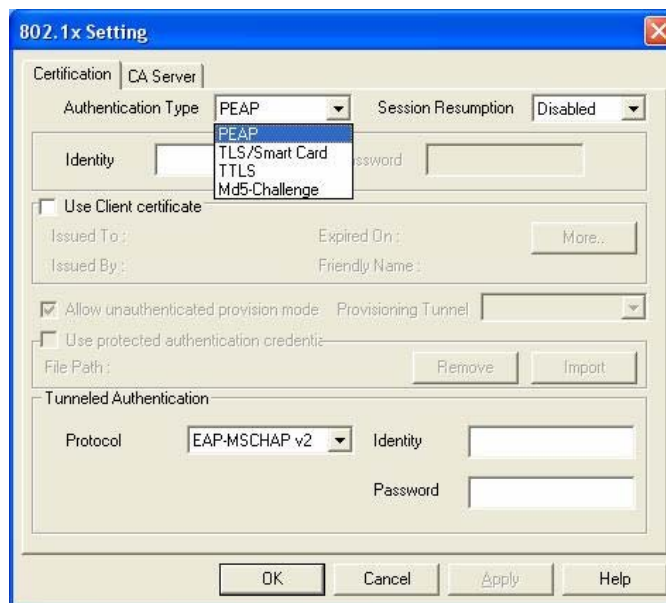 802.1x Setting
Certification CA Server
Authentication Type PEAP Session Resumption Disabled
PEAP
TLS/Smart Card
TTLS
Md5-Challenge
Identity assword
Use Client certificate
Issued To : Expired On : More..
Issued By : Friendly Name :
Allow unauthenticated provision mode Provisioning Tunnel
Use protected authentication credentia
File Path : Remove Import
Tunneled Authentication
Protocol EAP-MSCHAP v2 Identity
Password
OK Cancel Apply Help